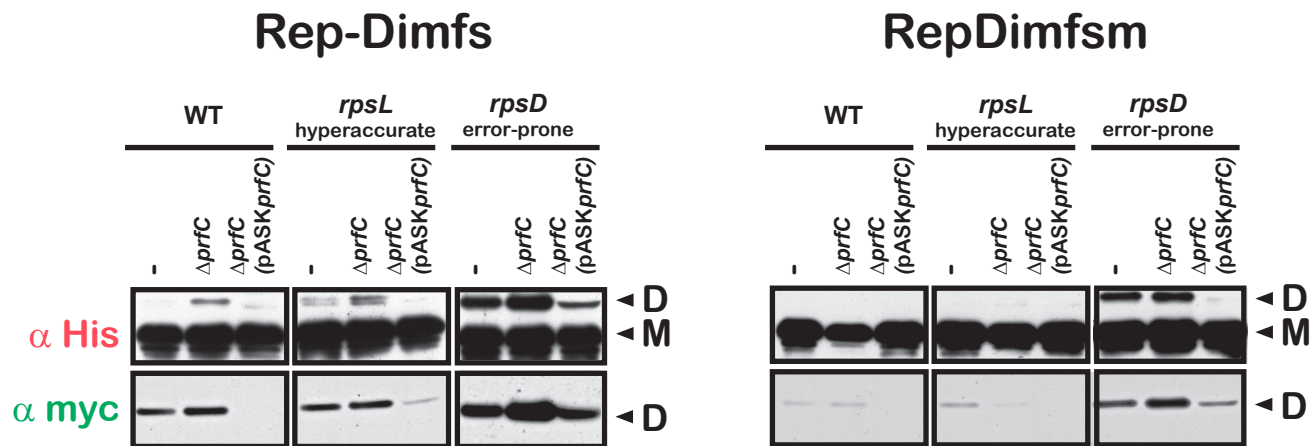 Rep-Dimfs
RepDimfsm
WT
rpsL
hyperaccurate
rpsD
error-prone
WT
rpsL
hyperaccurate
rpsD
error-prone
-
ΔprfC
ΔprfC
(pASKprfC)
-
ΔprfC
ΔprfC
(pASKprfC)
-
ΔprfC
ΔprfC
(pASKprfC)
-
ΔprfC
ΔprfC
(pASKprfC)
-
ΔprfC
ΔprfC
(pASKprfC)
-
ΔprfC
ΔprfC
(pASKprfC)
α His
◄ D
◄ M
◄ D
◄ M
α myc
◄ D
◄ D